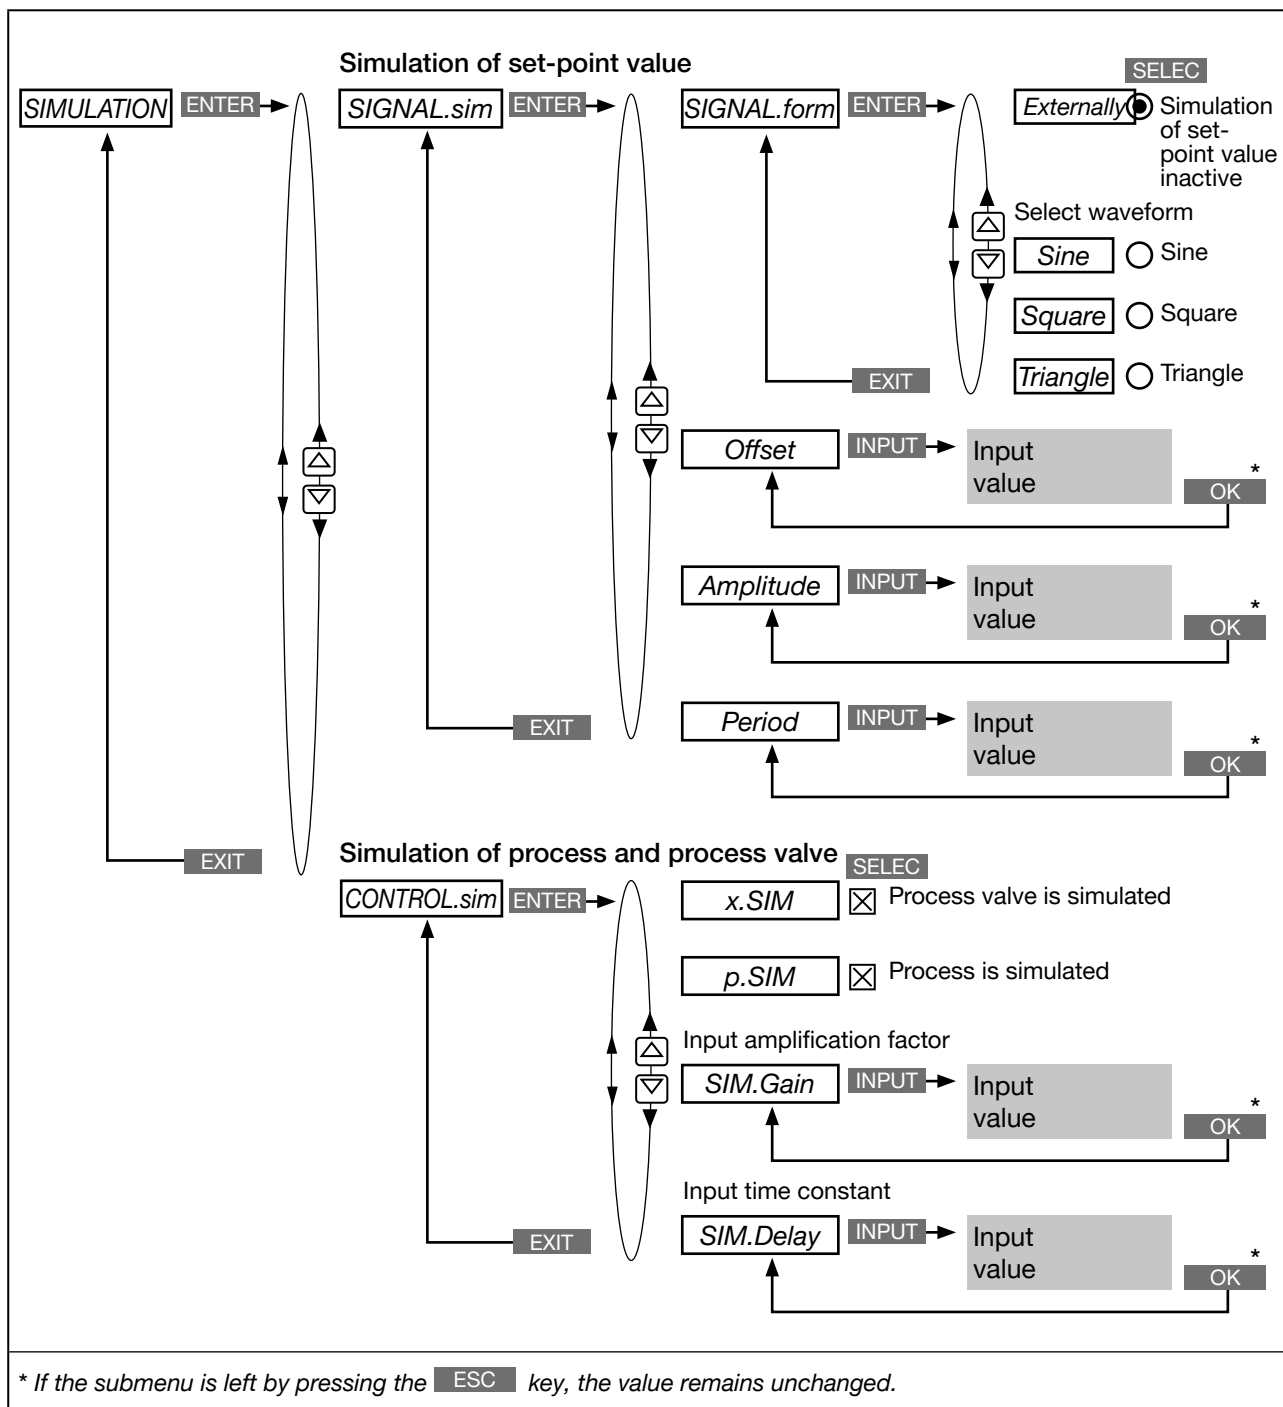 Simulation of set-point value
SELEC
SIMULATION ENTER SIGNAL.sim ENTER SIGNAL.form ENTER Externally Simulation
of set-
point value
inactive
Select waveform
Sine Sine
Square Square
Triangle Triangle
EXIT
Offset INPUT Input
value
*
OK
Amplitude INPUT Input
value
*
OK
Period INPUT Input
value
*
OK
EXIT
EXIT
Simulation of process and process valve
SELEC
CONTROL.sim ENTER x.SIM Process valve is simulated
p.SIM Process is simulated
Input amplification factor
SIM.Gain INPUT Input
value
*
OK
Input time constant
SIM.Delay INPUT Input
value
*
OK
EXIT
* If the submenu is left by pressing the ESC key, the value remains unchanged.